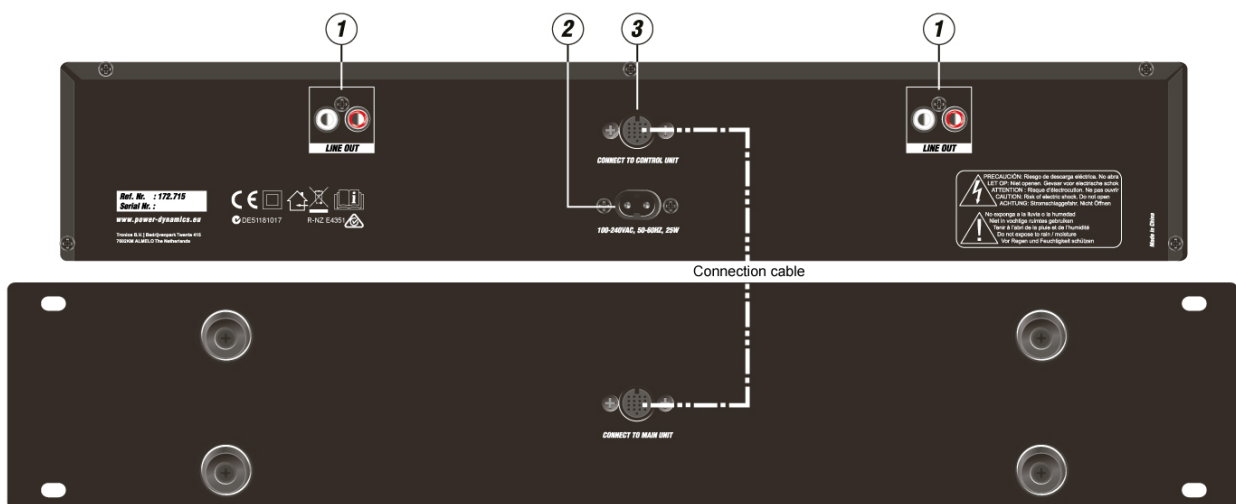 1
2
3
1
LINE OUT
CONNECT TO CONTROL UNIT
LINE OUT
Ref. Nr. : 172.715
Serial Nr. :
www.power-dynamics.eu
Tronios B.V. | Bedrijvenpark Twente 415
7602KM ALMELO The Netherlands
CE
DE51181017
R-NZ E4351
i
100-240VAC, 50-60HZ, 25W
PRECAUCIÓN: Riesgo de descarga eléctrica. No abra
LET OP: Niet openen. Gevaar voor electrische schok
ATTENTION : Risque d'électrocution. Ne pas ouvrir
CAUTION: Risk of electric shock. Do not open
ACHTUNG: Stromschlaggefahr. Nicht Öffnen
No exponga a la lluvia o la humedad
Niet in vochtige ruimtes gebruiken
Tenir à l'abri de la pluie et de l'humidité
Do not expose to rain / moisture
Vor Regen und Feuchtigkeit schützen
Made in China
Connection cable
CONNECT TO MAIN UNIT